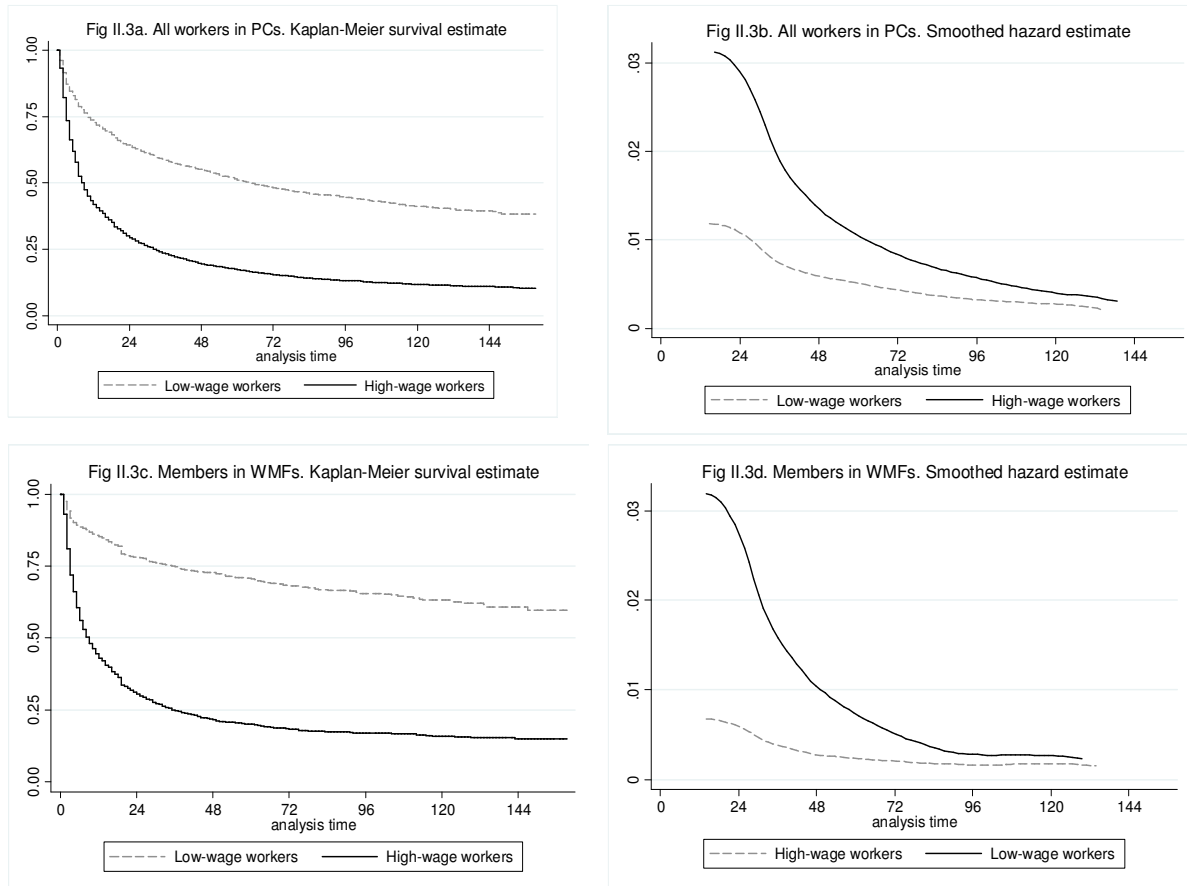 Fig II.3a. All workers in PCs. Kaplan-Meier survival estimate
1.00
0.75
0.50
0.25
0.00
0 24 48 72 96 120 144
analysis time
Low-wage workers High-wage workers
Fig II.3b. All workers in PCs. Smoothed hazard estimate
.03
.02
.01
0
0 24 48 72 96 120 144
analysis time
Low-wage workers High-wage workers
Fig II.3c. Members in WMFs. Kaplan-Meier survival estimate
1.00
0.75
0.50
0.25
0.00
0 24 48 72 96 120 144
analysis time
Low-wage workers High-wage workers
Fig II.3d. Members in WMFs. Smoothed hazard estimate
.03
.02
.01
0
0 24 48 72 96 120 144
analysis time
High-wage workers Low-wage workers